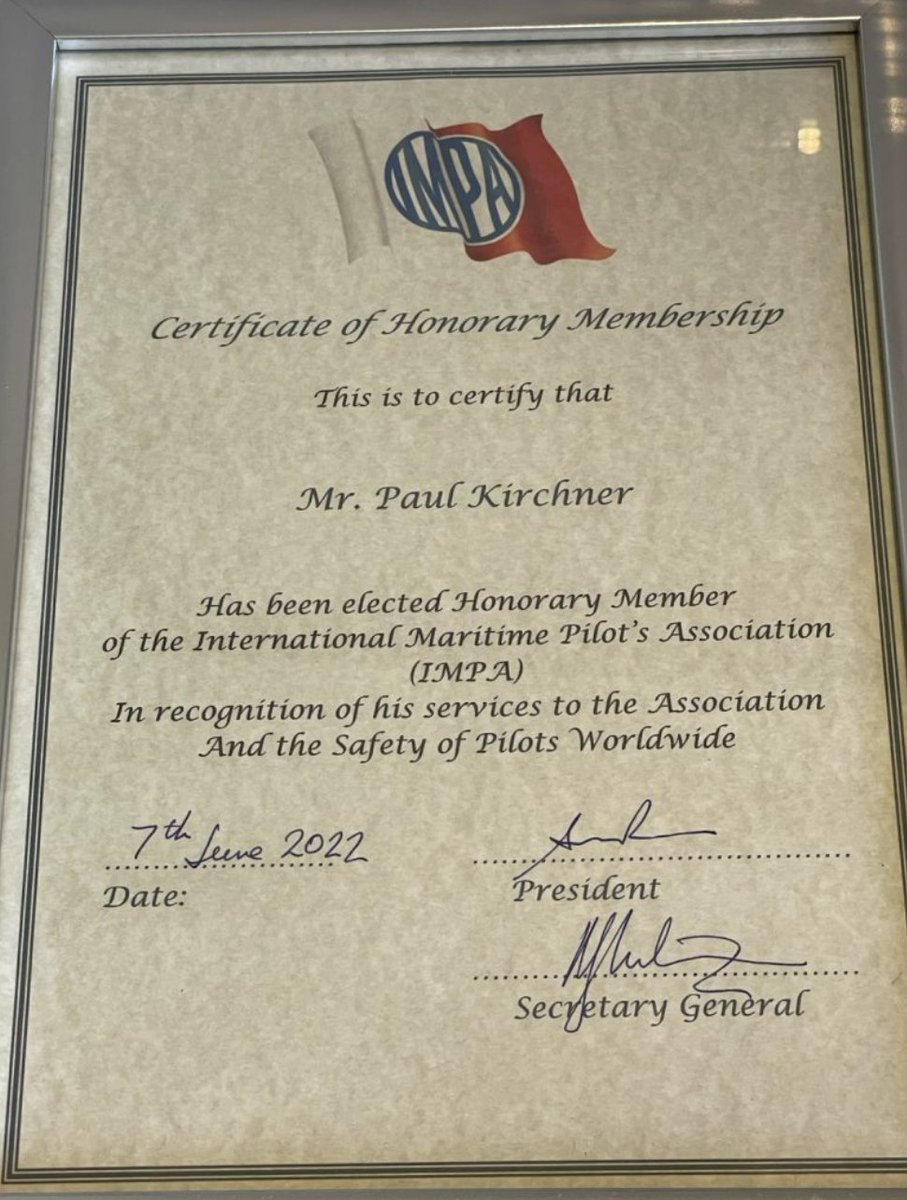 IMPA
Certificate of Honorary Membership
This is to certify that
Mr. Paul Kirchner
Has been elected Honorary Member
of the International Maritime Pilot's Association
(IMPA)
In recognition of his services to the Association
And the Safety of Pilots Worldwide
7th June 2022
Date:
President
Secretary General